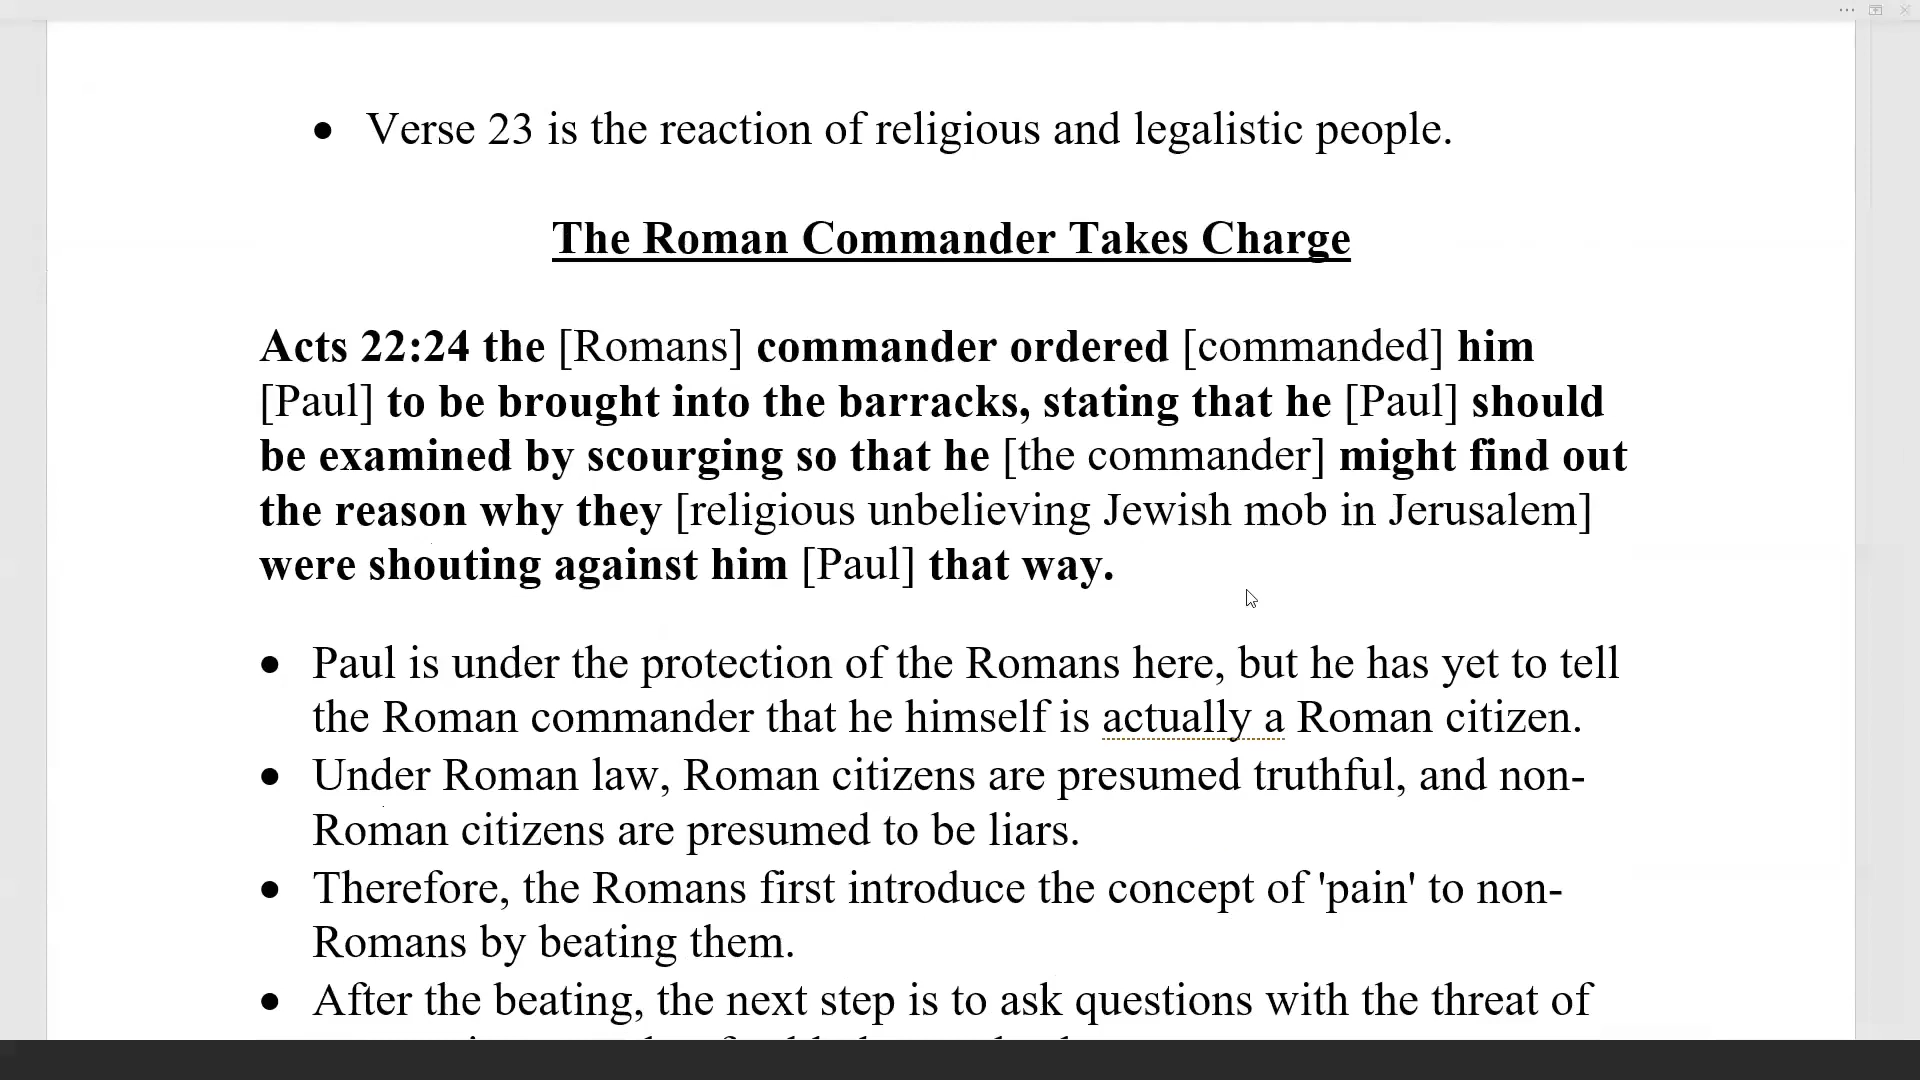 • Verse 23 is the reaction of religious and legalistic people.
The Roman Commander Takes Charge
Acts 22:24 the [Romans] commander ordered [commanded] him
[Paul] to be brought into the barracks, stating that he [Paul] should
be examined by scourging so that he [the commander] might find out
the reason why they [religious unbelieving Jewish mob in Jerusalem]
were shouting against him [Paul] that way.
• Paul is under the protection of the Romans here, but he has yet to tell
the Roman commander that he himself is actually a Roman citizen.
• Under Roman law, Roman citizens are presumed truthful, and non-
Roman citizens are presumed to be liars.
• Therefore, the Romans first introduce the concept of 'pain' to non-
Romans by beating them.
• After the beating, the next step is to ask questions with the threat of